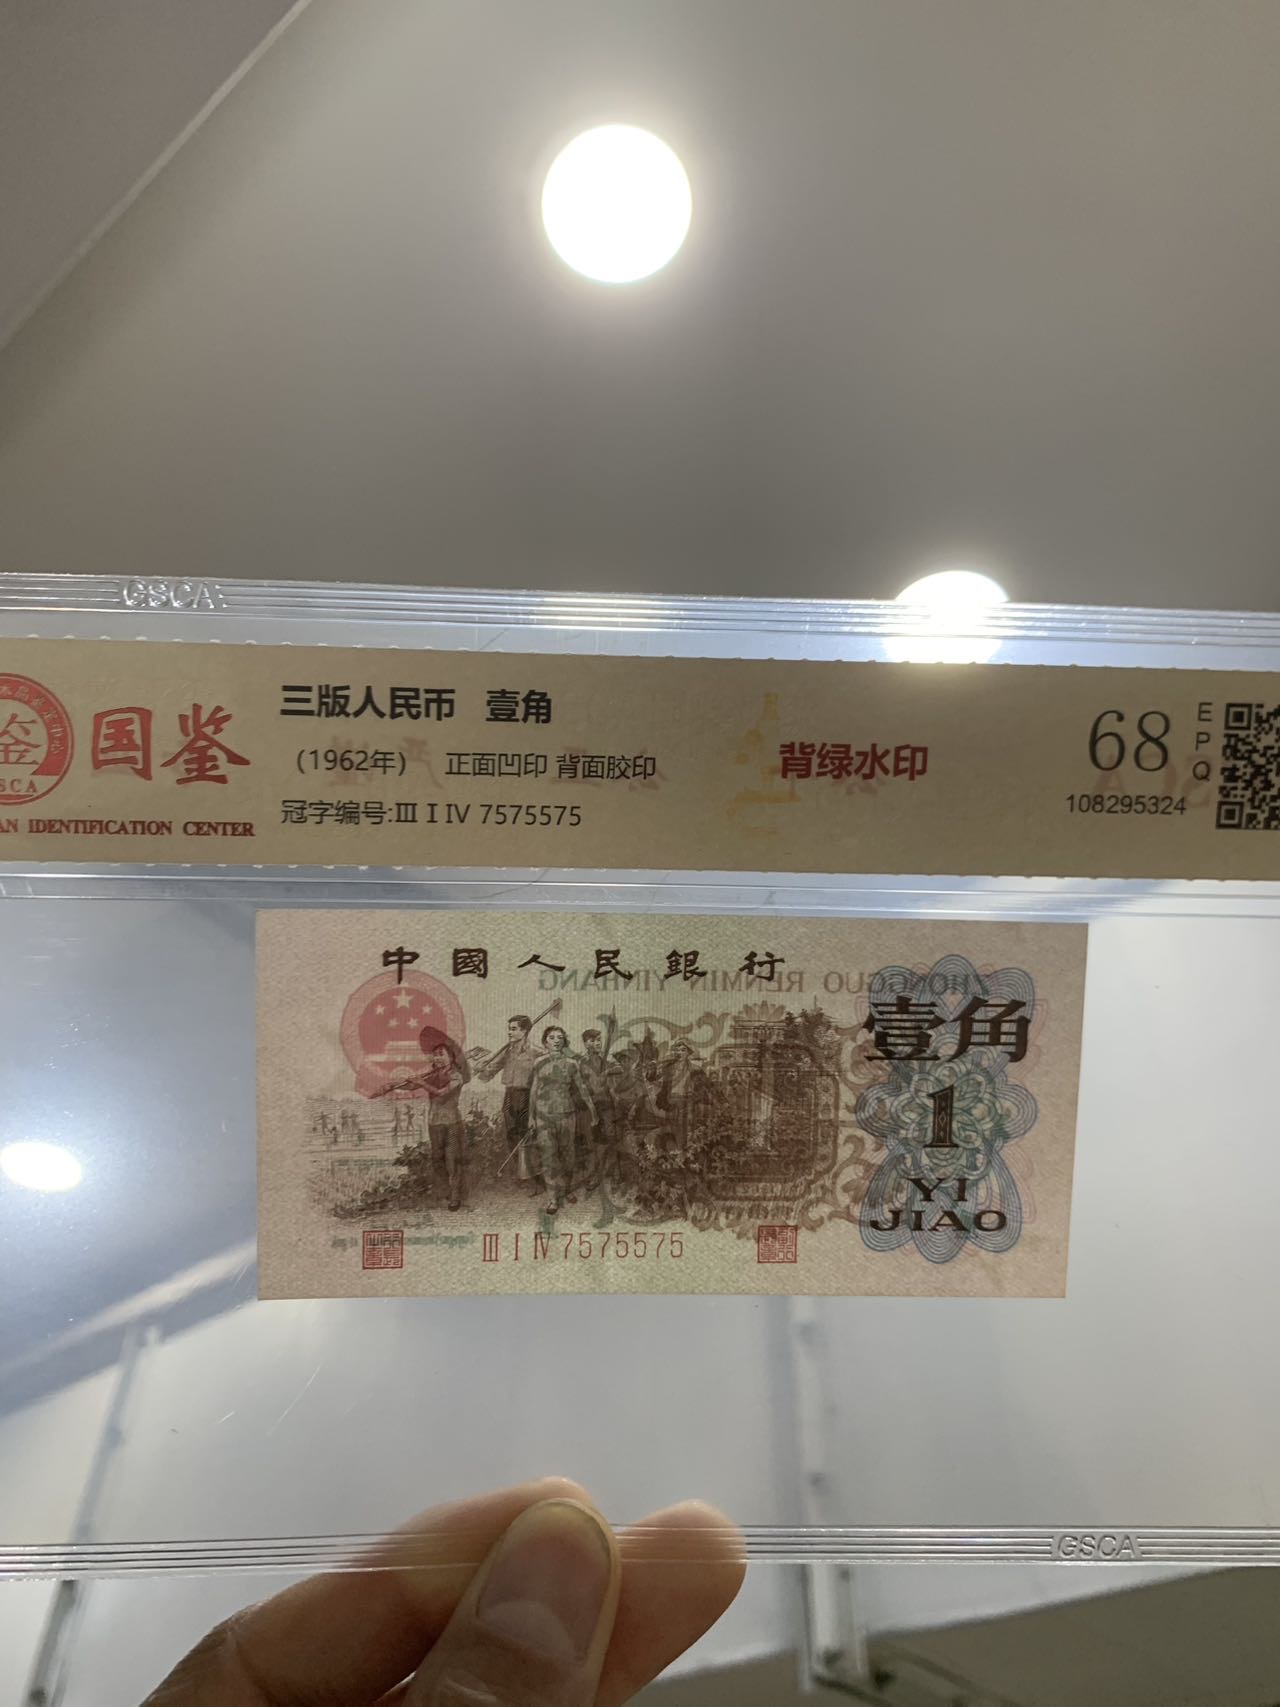 GSCA
国鉴
SCA
AN IDENTIFICATION CENTER
三版人民币 壹角
(1962年) 正面凹印 背面胶印
冠字编号:Ⅲ Ⅰ Ⅳ 7575575
背绿水印
68
EPQ
108295324
中國人民銀行
ZHONGGUO RENMIN YINHANG
壹角
1
YI
JIAO
Ⅲ Ⅰ Ⅳ 7575575
GSCA